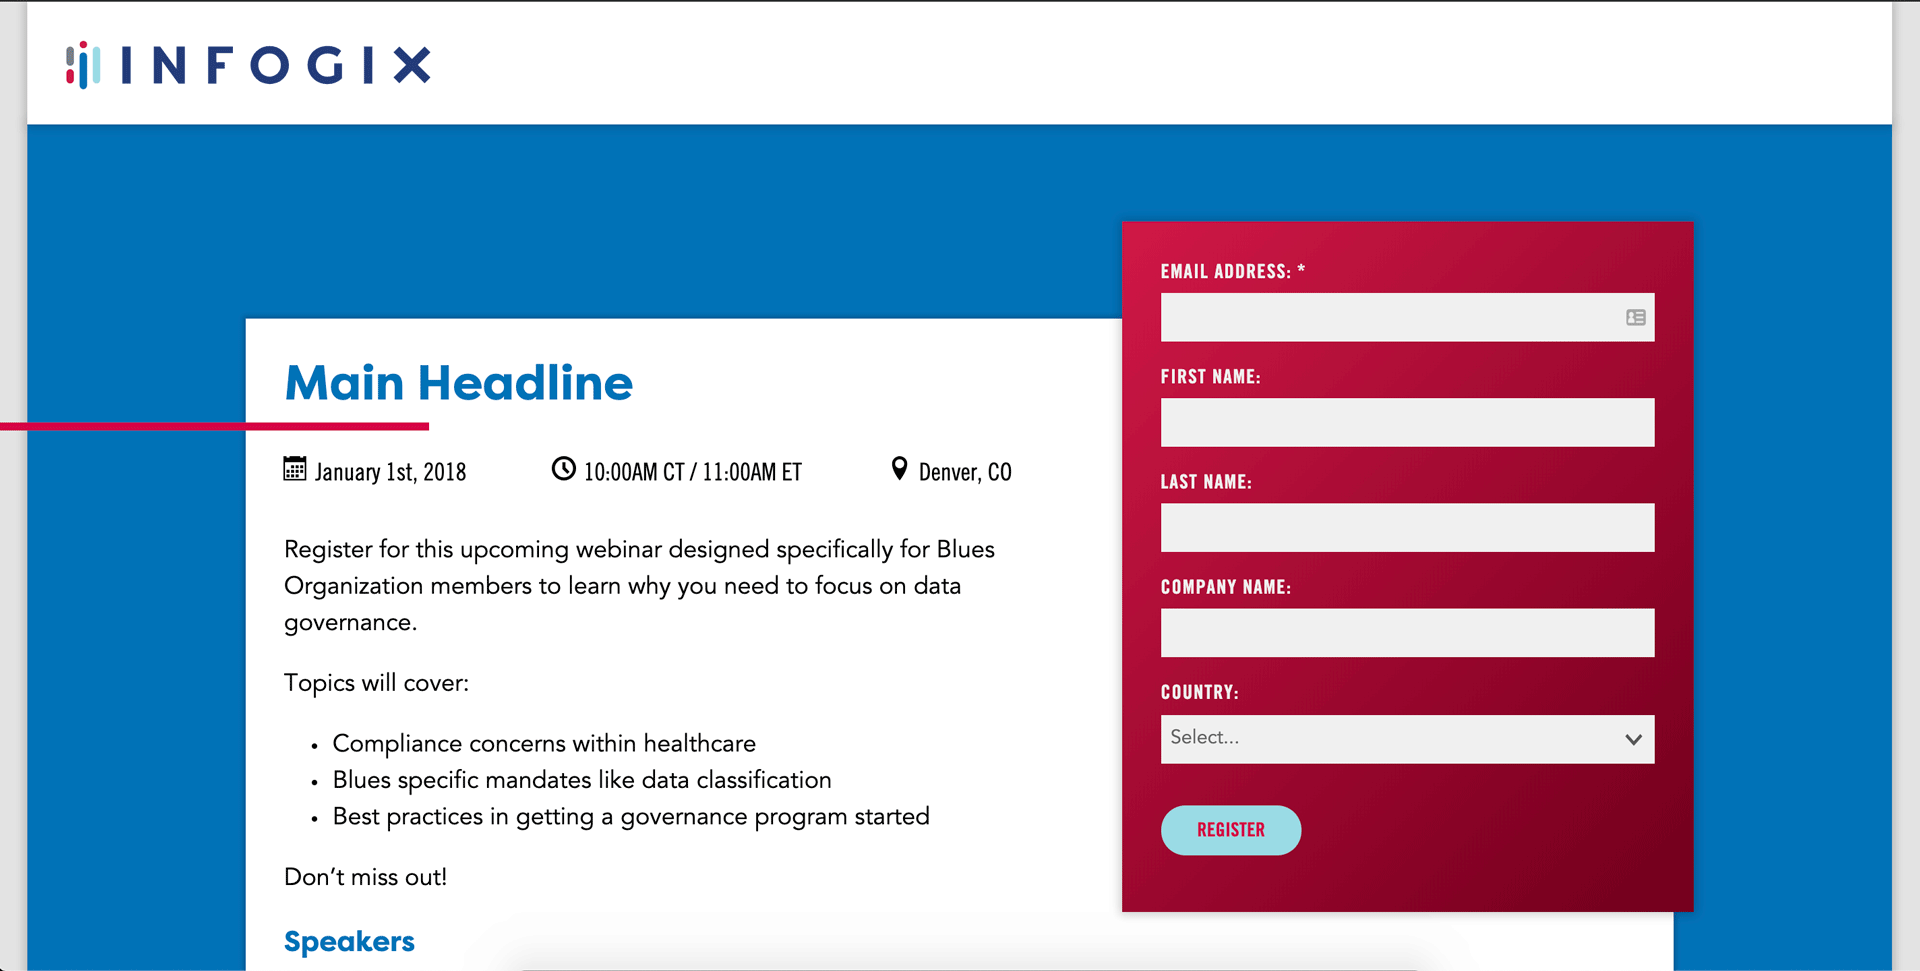 INFOGIX
Main Headline
January 1st, 2018
10:00AM CT / 11:00AM ET
Denver, CO
Register for this upcoming webinar designed specifically for Blues
Organization members to learn why you need to focus on data
governance.
Topics will cover:
• Compliance concerns within healthcare
• Blues specific mandates like data classification
• Best practices in getting a governance program started
Don’t miss out!
Speakers
EMAIL ADDRESS: *
FIRST NAME:
LAST NAME:
COMPANY NAME:
COUNTRY:
Select...
REGISTER